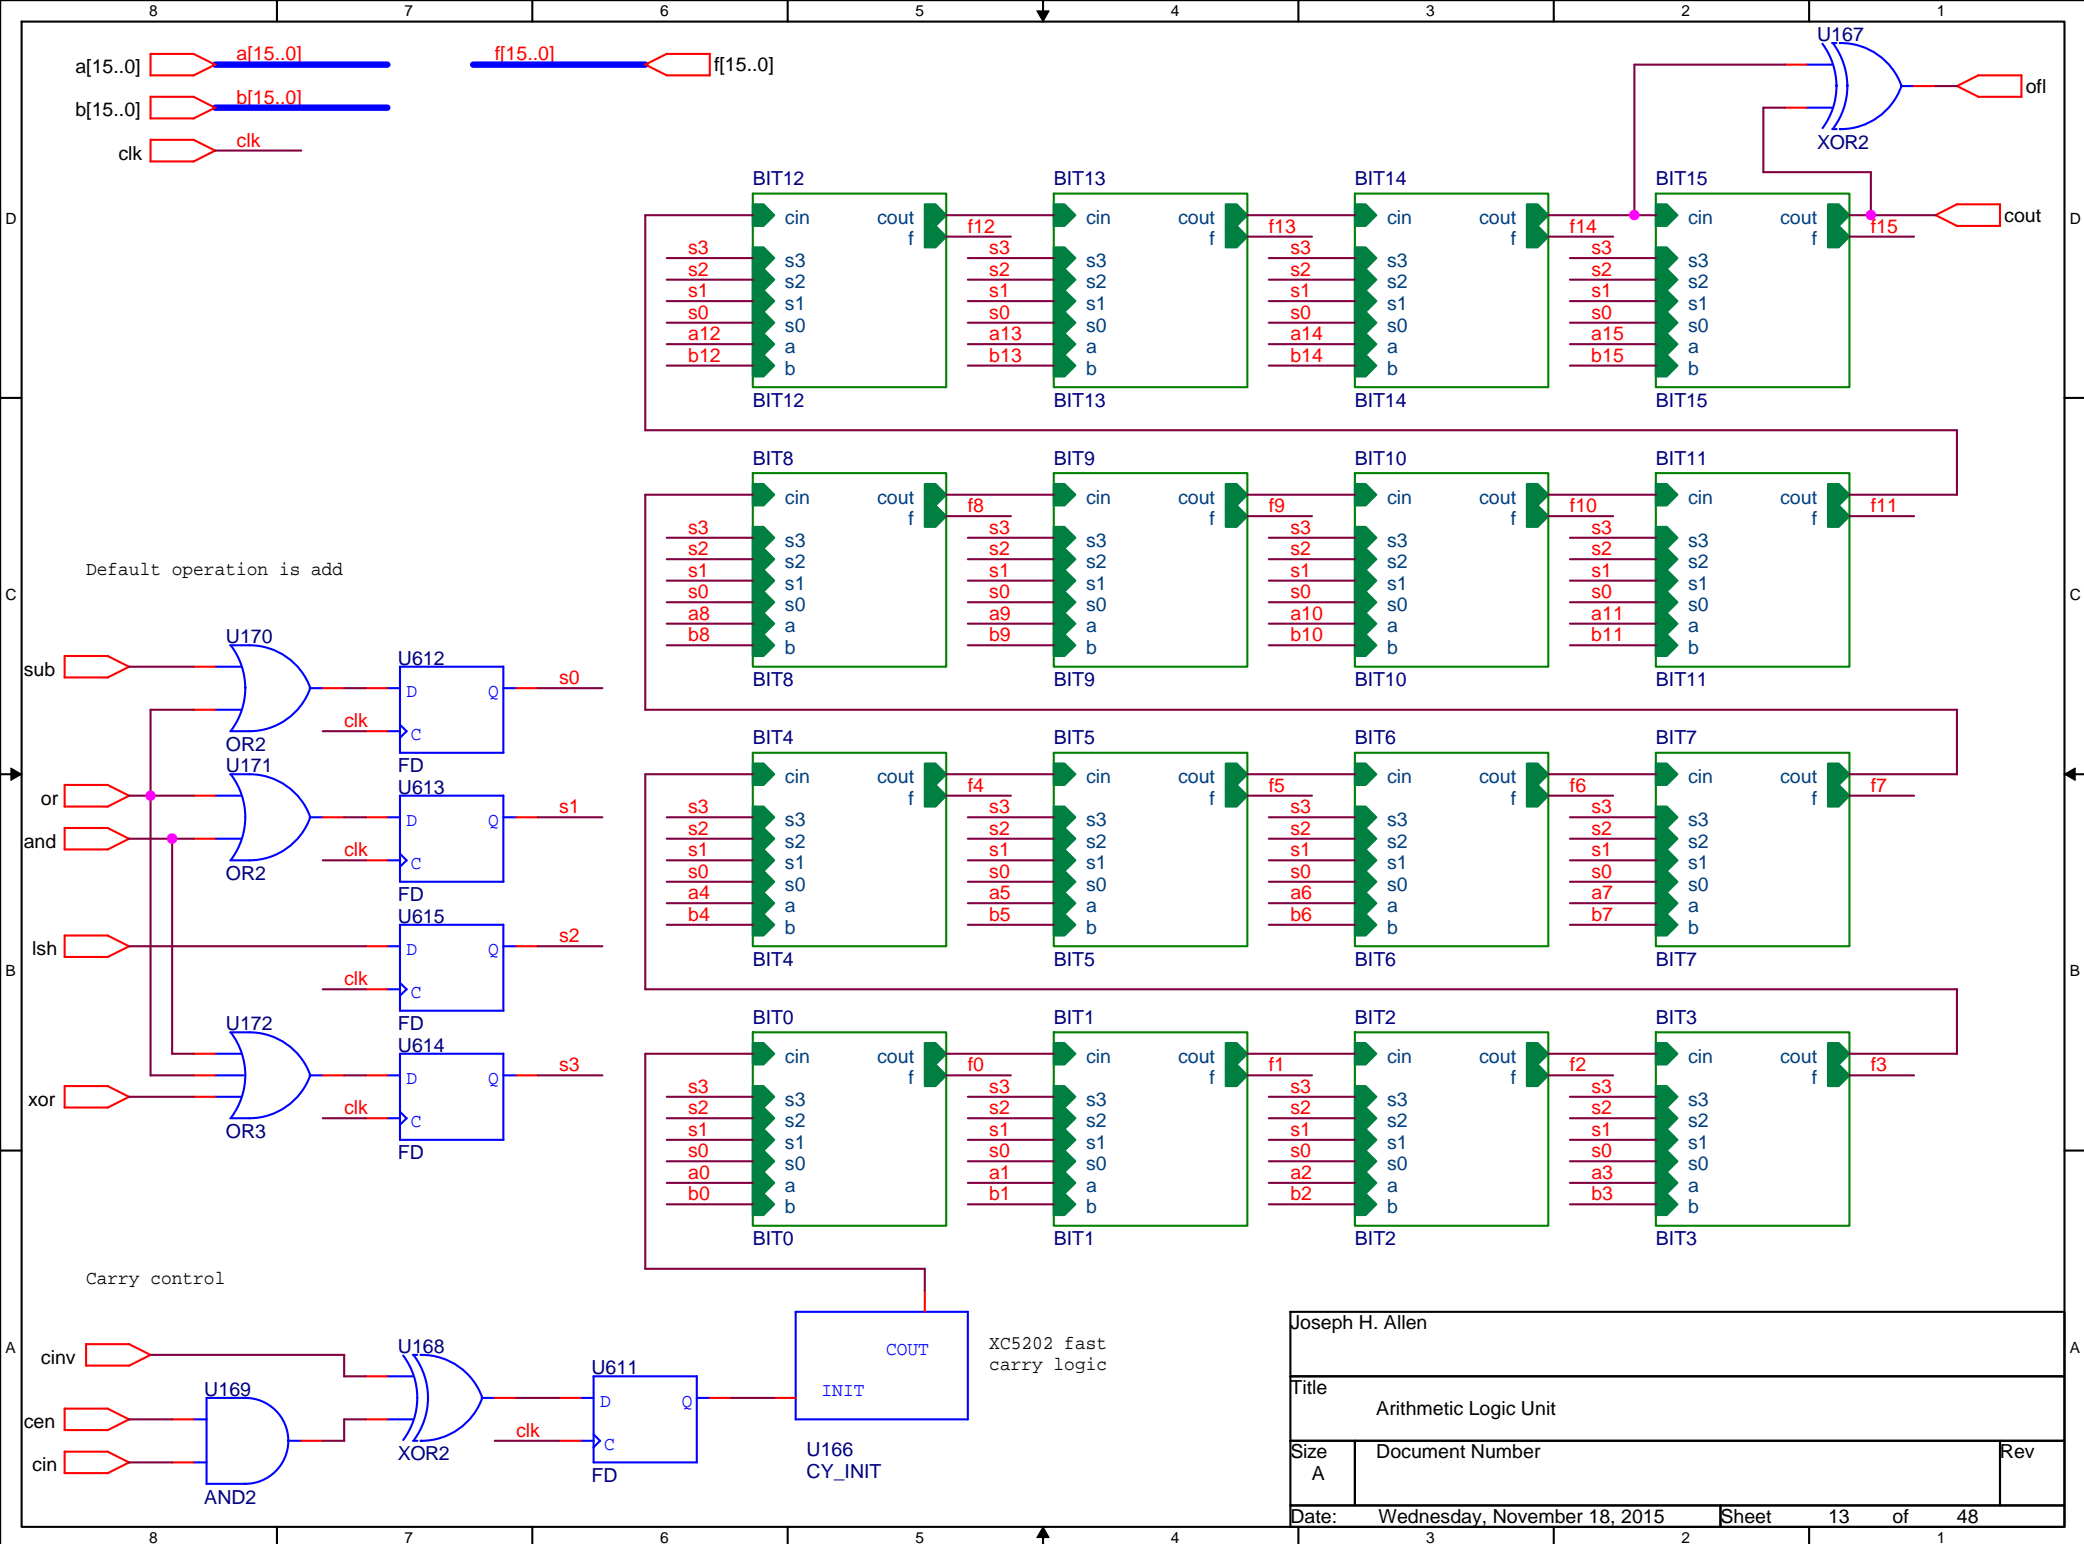 8 7 6 5 4 3 2 1
a[15..0] a[15..0] f[15..0] f[15..0]
b[15..0] b[15..0]
clk clk
U167
XOR2
ofl
cout
D D
BIT12 BIT13 BIT14 BIT15
cin cout cin cout cin cout cin cout
f f12 f f13 f f14 f f15
s3 s3 s3 s3
s2 s2 s2 s2
s1 s1 s1 s1
s0 s0 s0 s0
a12 a13 a14 a15
b12 b13 b14 b15
s3 s3 s3 s3
s2 s2 s2 s2
s1 s1 s1 s1
s0 s0 s0 s0
a a a a
b b b b
BIT12 BIT13 BIT14 BIT15
C C
BIT8 BIT9 BIT10 BIT11
cin cout cin cout cin cout cin cout
f f8 f f9 f f10 f f11
s3 s3 s3 s3
s2 s2 s2 s2
s1 s1 s1 s1
s0 s0 s0 s0
a8 a9 a10 a11
b8 b9 b10 b11
s3 s3 s3 s3
s2 s2 s2 s2
s1 s1 s1 s1
s0 s0 s0 s0
a a a a
b b b b
BIT8 BIT9 BIT10 BIT11
Default operation is add
sub
U170
OR2
U612
D Q s0
clk C
FD
or
and
U171
OR2
U613
D Q s1
clk C
FD
lsh
U615
D Q s2
clk C
FD
xor
U172
OR3
U614
D Q s3
clk C
FD
BIT4 BIT5 BIT6 BIT7
cin cout cin cout cin cout cin cout
f f4 f f5 f f6 f f7
s3 s3 s3 s3
s2 s2 s2 s2
s1 s1 s1 s1
s0 s0 s0 s0
a4 a5 a6 a7
b4 b5 b6 b7
s3 s3 s3 s3
s2 s2 s2 s2
s1 s1 s1 s1
s0 s0 s0 s0
a a a a
b b b b
BIT4 BIT5 BIT6 BIT7
B B
BIT0 BIT1 BIT2 BIT3
cin cout cin cout cin cout cin cout
f f0 f f1 f f2 f f3
s3 s3 s3 s3
s2 s2 s2 s2
s1 s1 s1 s1
s0 s0 s0 s0
a0 a1 a2 a3
b0 b1 b2 b3
s3 s3 s3 s3
s2 s2 s2 s2
s1 s1 s1 s1
s0 s0 s0 s0
a a a a
b b b b
BIT0 BIT1 BIT2 BIT3
Carry control
A A
cinv
cen
cin
U169
AND2
U168
XOR2
U611
D Q
clk C
FD
COUT
INIT
U166
CY_INIT
XC5202 fast
carry logic
Joseph H. Allen
Title
Arithmetic Logic Unit
Size Document Number Rev
A
Date: Wednesday, November 18, 2015 Sheet 13 of 48
8 7 6 5 4 3 2 1